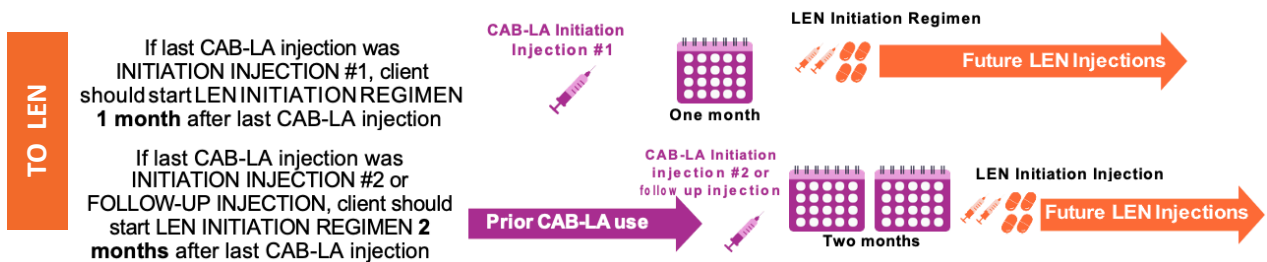 TO LEN
If last CAB-LA injection was
INITIATION INJECTION #1, client
should start LEN INITIATION REGIMEN
1 month after last CAB-LA injection
CAB-LA Initiation
Injection #1
One month
LEN Initiation Regimen
Future LEN Injections
If last CAB-LA injection was
INITIATION INJECTION #2 or
FOLLOW-UP INJECTION, client should
start LEN INITIATION REGIMEN 2
months after last CAB-LA injection
Prior CAB-LA use
CAB-LA Initiation
injection #2 or
follow up injection
Two months
LEN Initiation Injection
Future LEN Injections